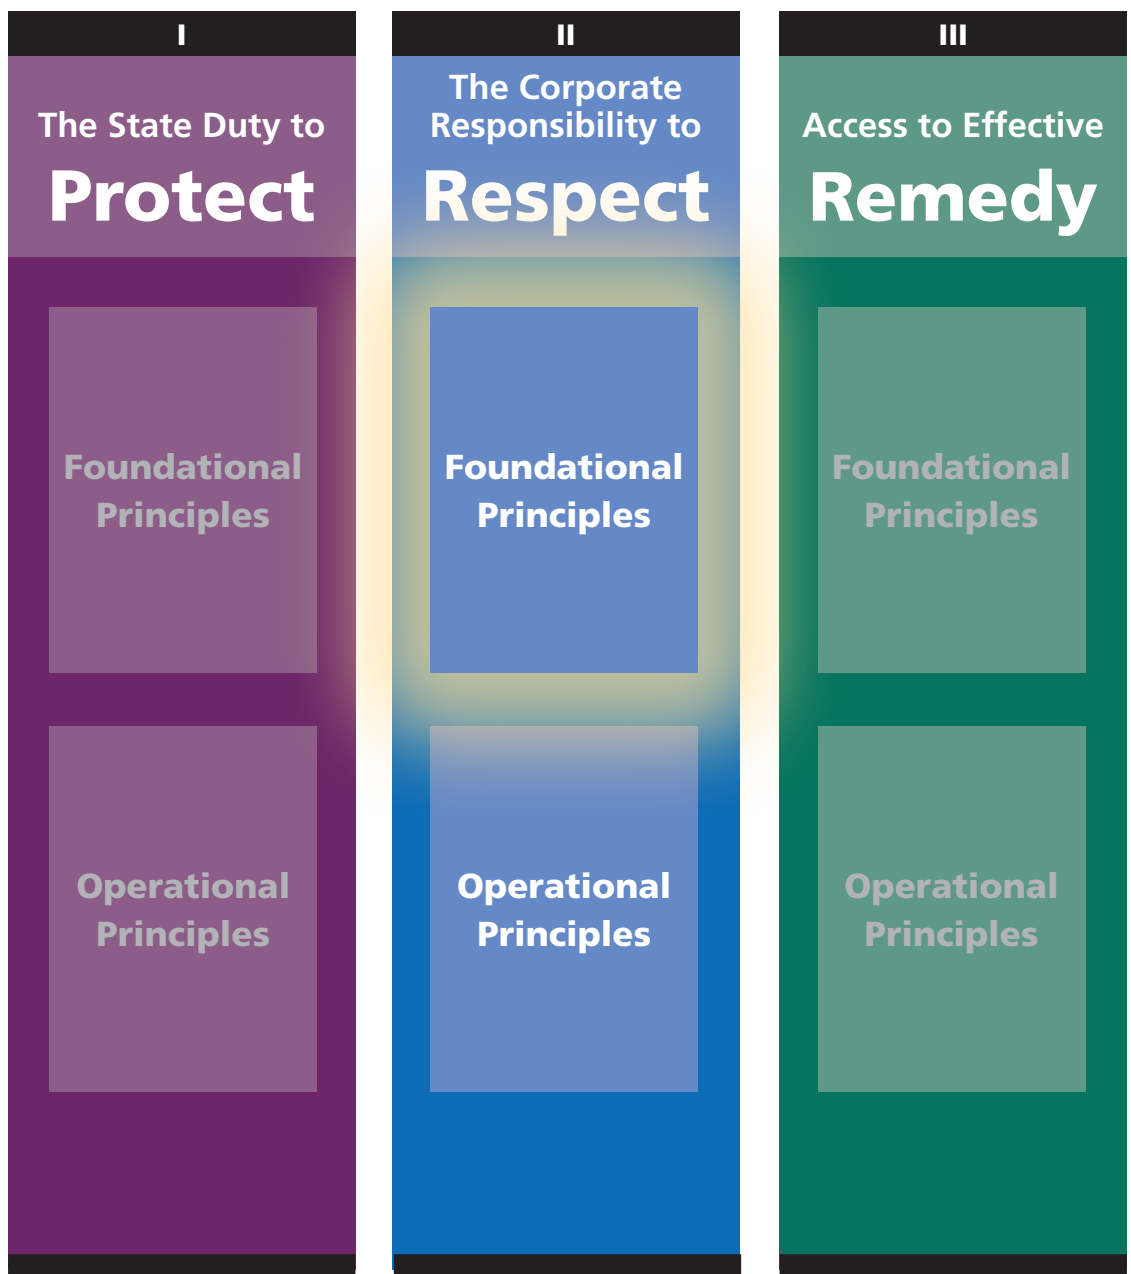 I
The State Duty to
Protect
Foundational
Principles
Operational
Principles
II
The Corporate
Responsibility to
Respect
Foundational
Principles
Operational
Principles
III
Access to Effective
Remedy
Foundational
Principles
Operational
Principles